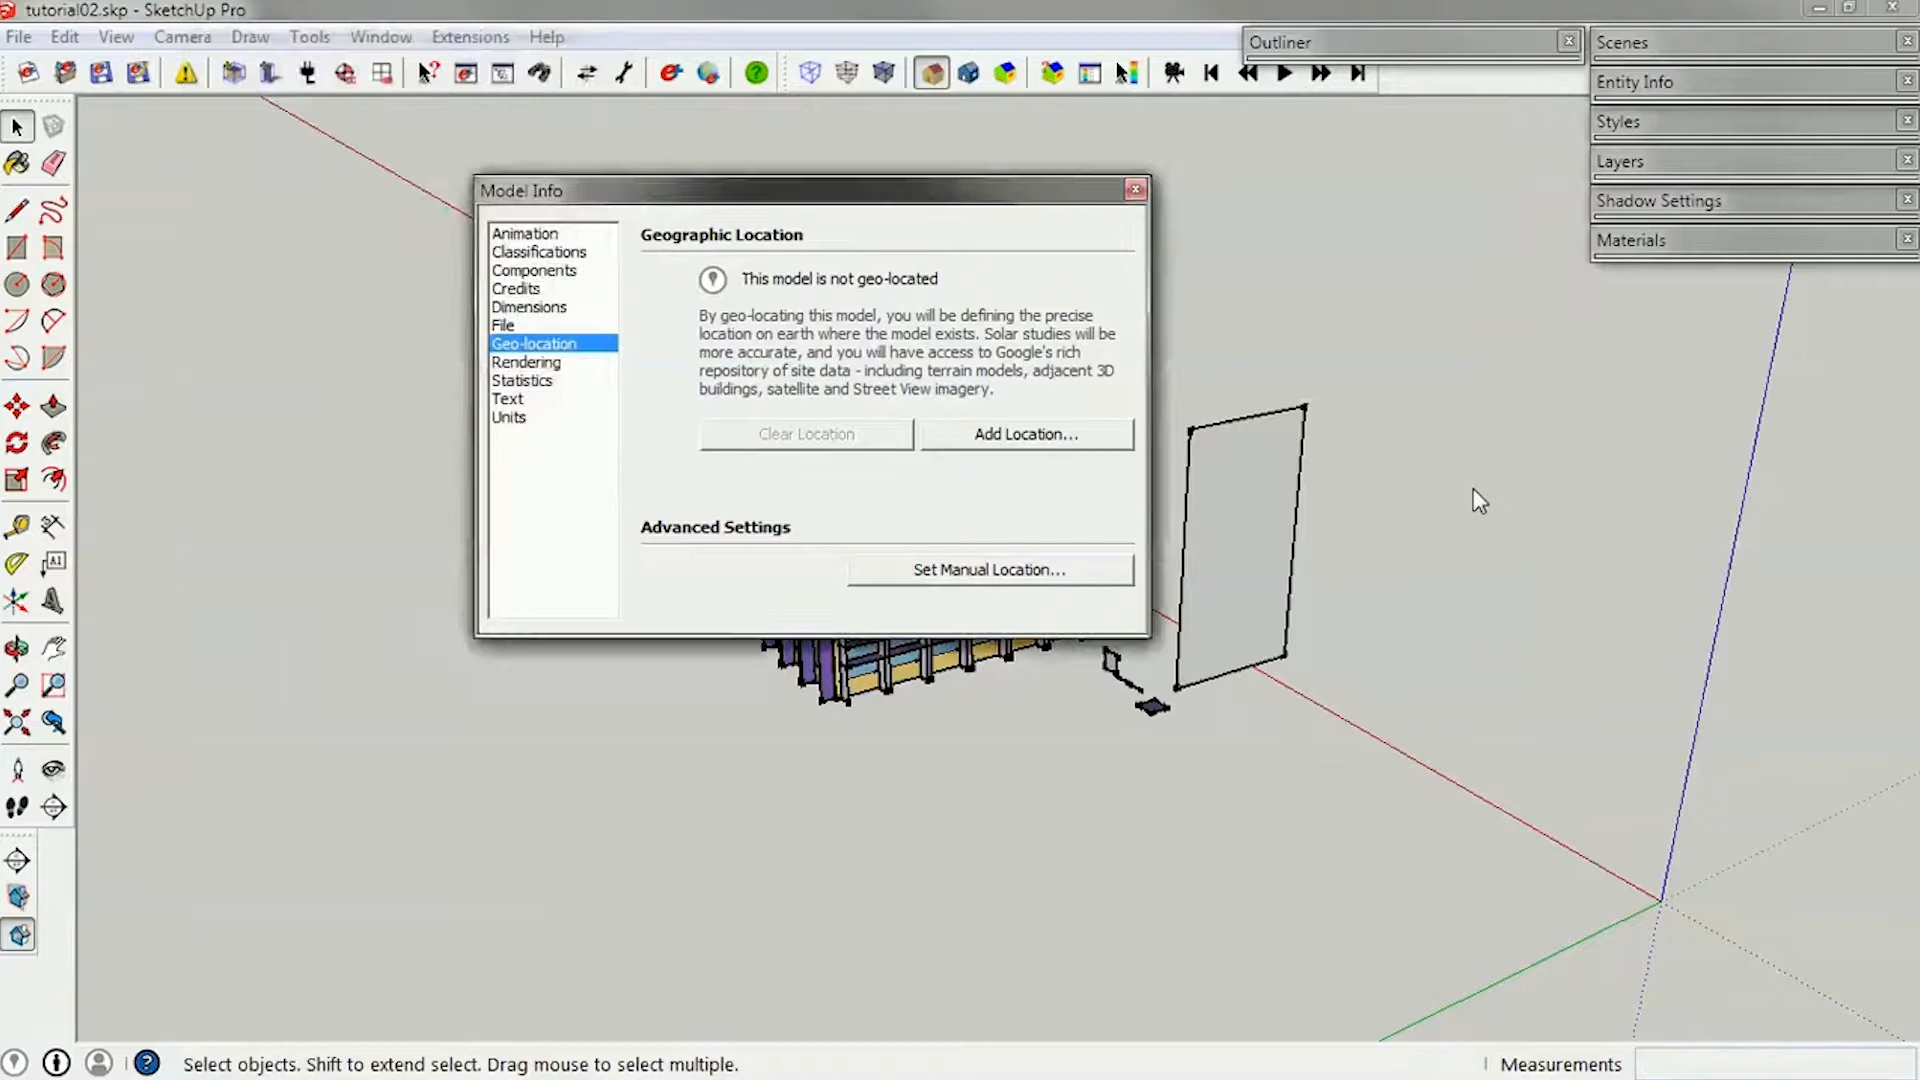 tutorial02.skp - SketchUp Pro
File Edit View Camera Draw Tools Window Extensions Help
Outliner
Scenes
Entity Info
Styles
Layers
Shadow Settings
Materials
Model Info
Animation
Classifications
Components
Credits
Dimensions
File
Geo-location
Rendering
Statistics
Text
Units
Geographic Location
This model is not geo-located
By geo-locating this model, you will be defining the precise
location on earth where the model exists. Solar studies will be
more accurate, and you will have access to Google's rich
repository of site data - including terrain models, adjacent 3D
buildings, satellite and Street View imagery.
Clear Location
Add Location...
Advanced Settings
Set Manual Location...
A1
Select objects. Shift to extend select. Drag mouse to select multiple.
Measurements